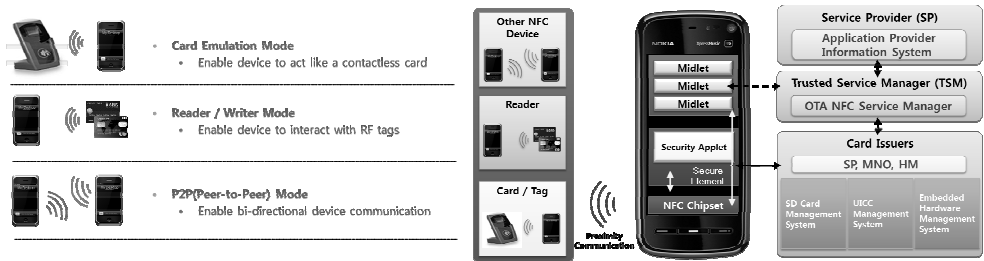 • Card Emulation Mode
• Enable device to act like a contactless card
• Reader / Writer Mode
• Enable device to interact with RF tags
• P2P(Peer-to-Peer) Mode
• Enable bi-directional device communication
Other NFC
Device
Reader
Card / Tag
Proximity
Communication
NOKIA
XpressMusic
Midlet
Midlet
Midlet
Security Applet
Secure
Element
NFC Chipset
Service Provider (SP)
Application Provider
Information System
Trusted Service Manager (TSM)
OTA NFC Service Manager
Card Issuers
SP, MNO, HM
SD Card
Management
System
UICC
Management
System
Embedded
Hardware
Management
System